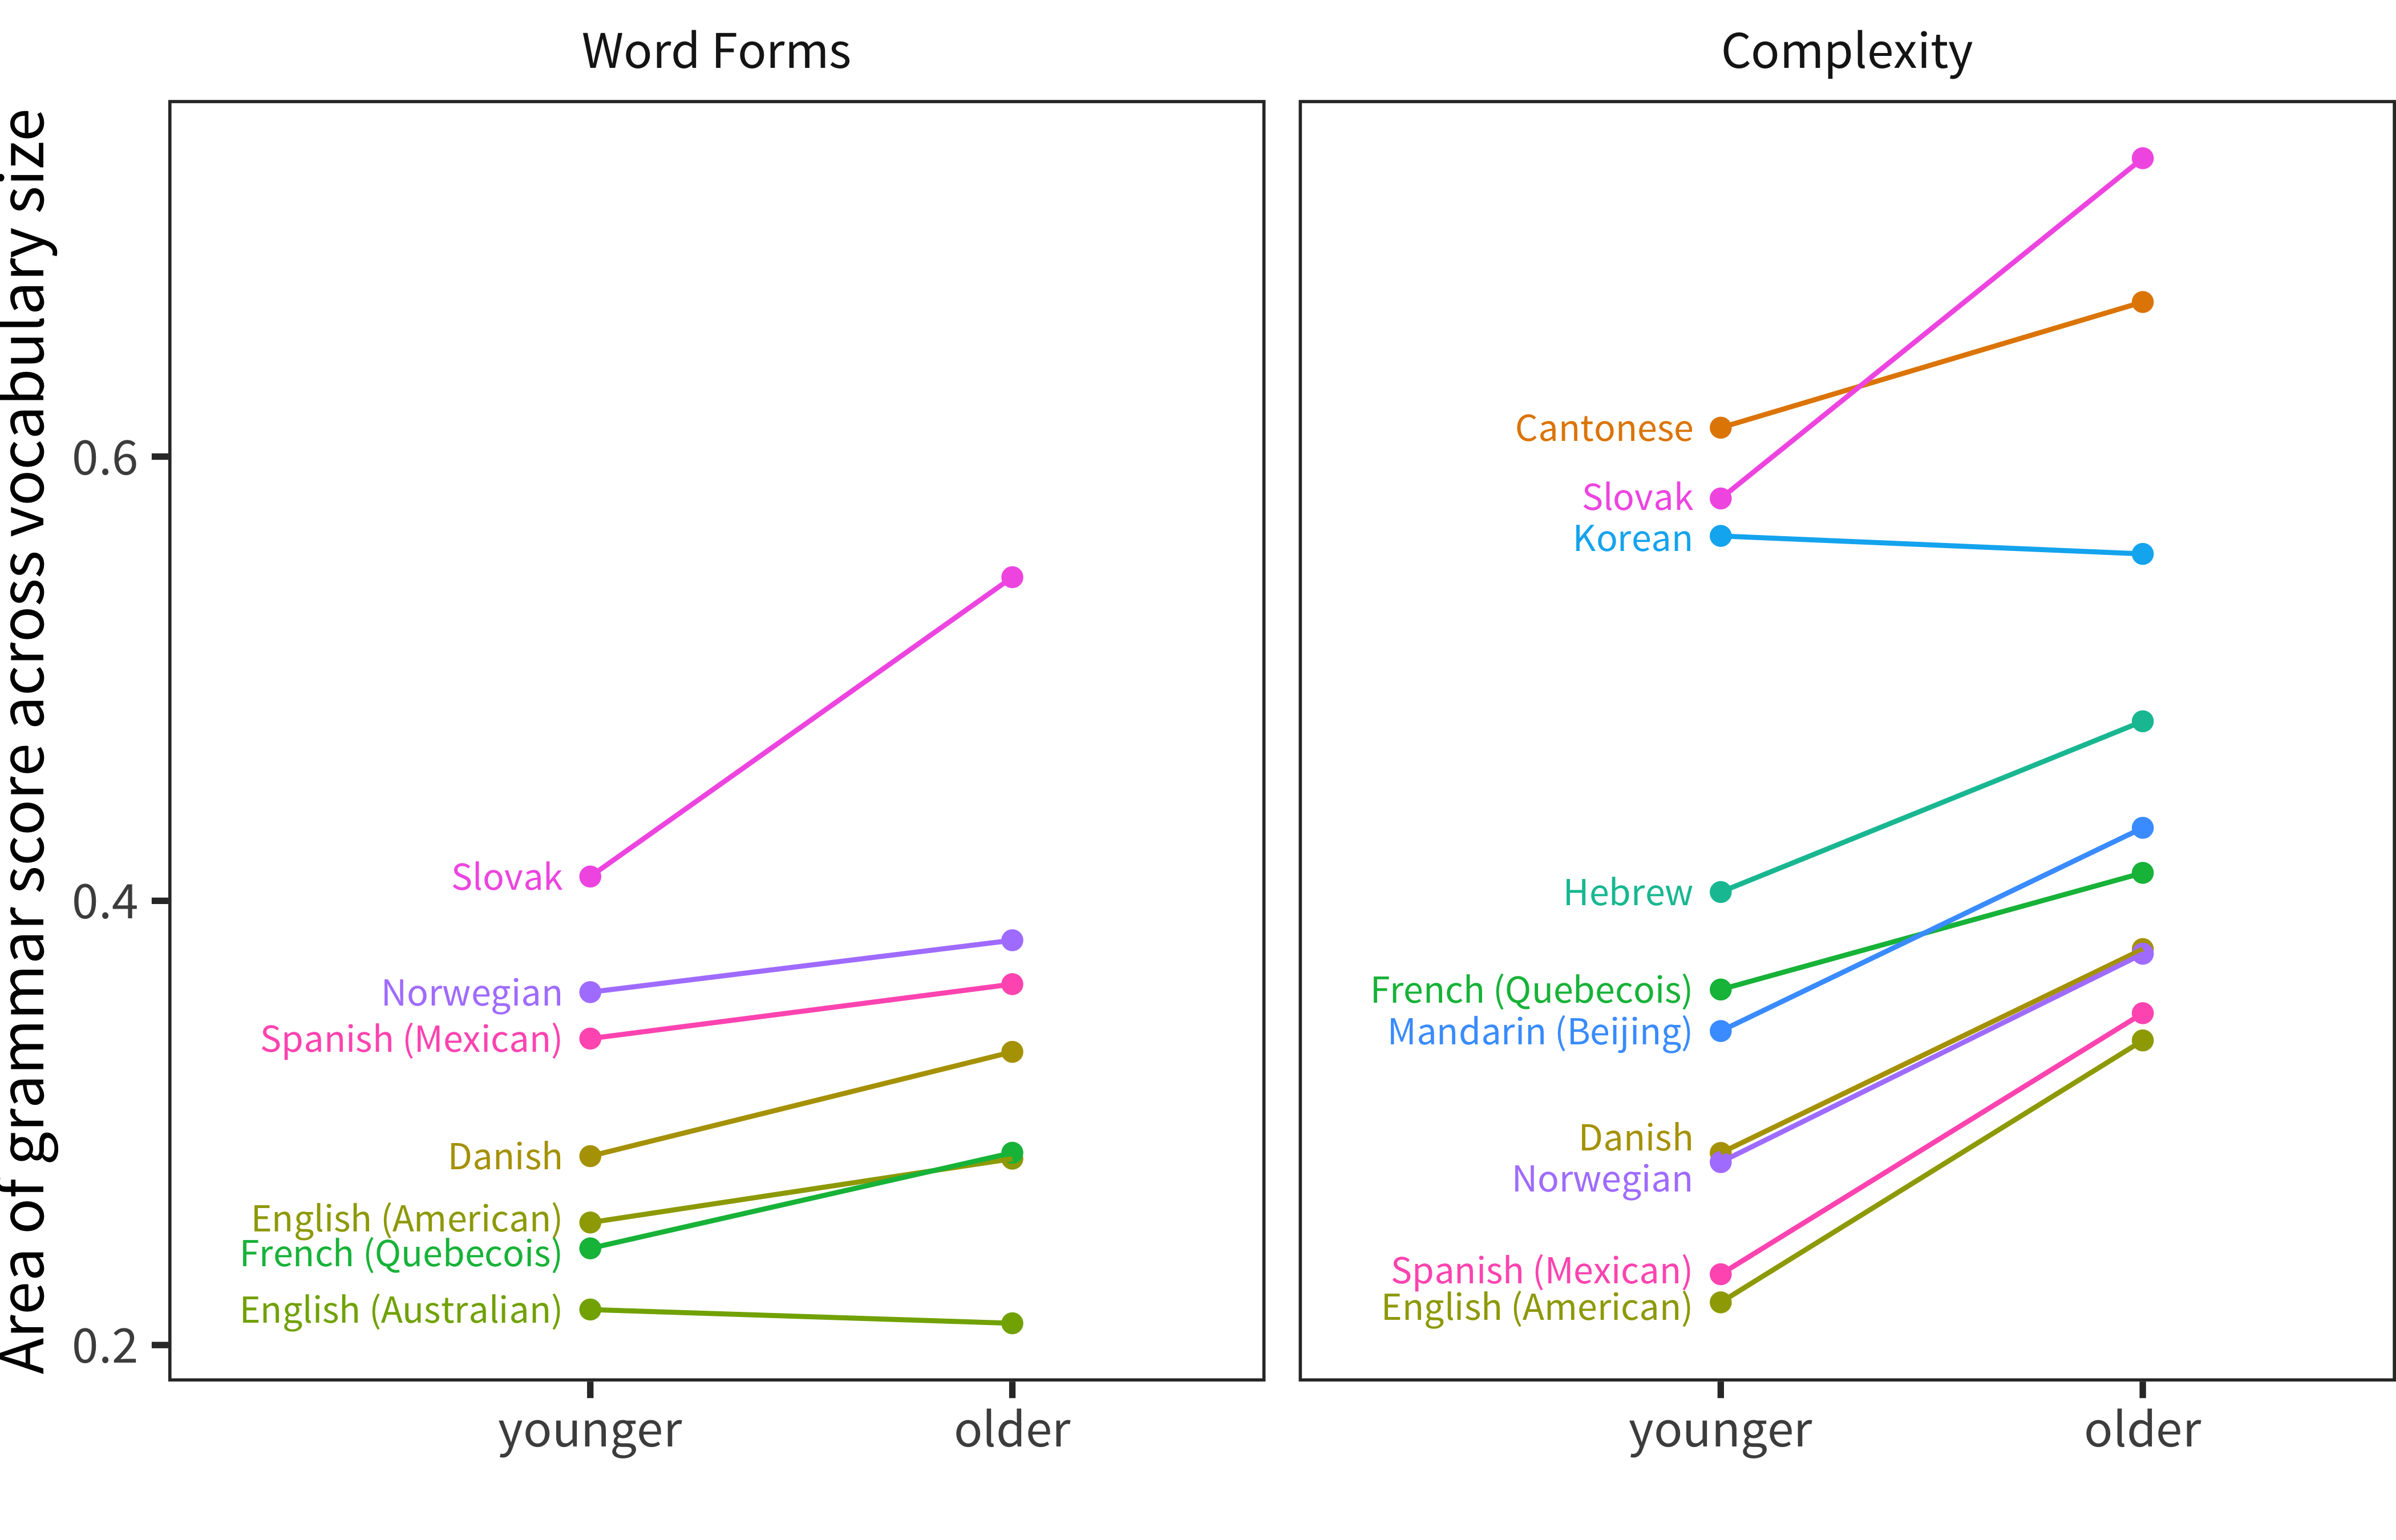 Word Forms
Complexity
Area of grammar score across vocabulary size
0.6
0.4
0.2
Slovak
Norwegian
Spanish (Mexican)
Danish
English (American)
French (Quebecois)
English (Australian)
younger
older
Cantonese
Slovak
Korean
Hebrew
French (Quebecois)
Mandarin (Beijing)
Danish
Norwegian
Spanish (Mexican)
English (American)
younger
older